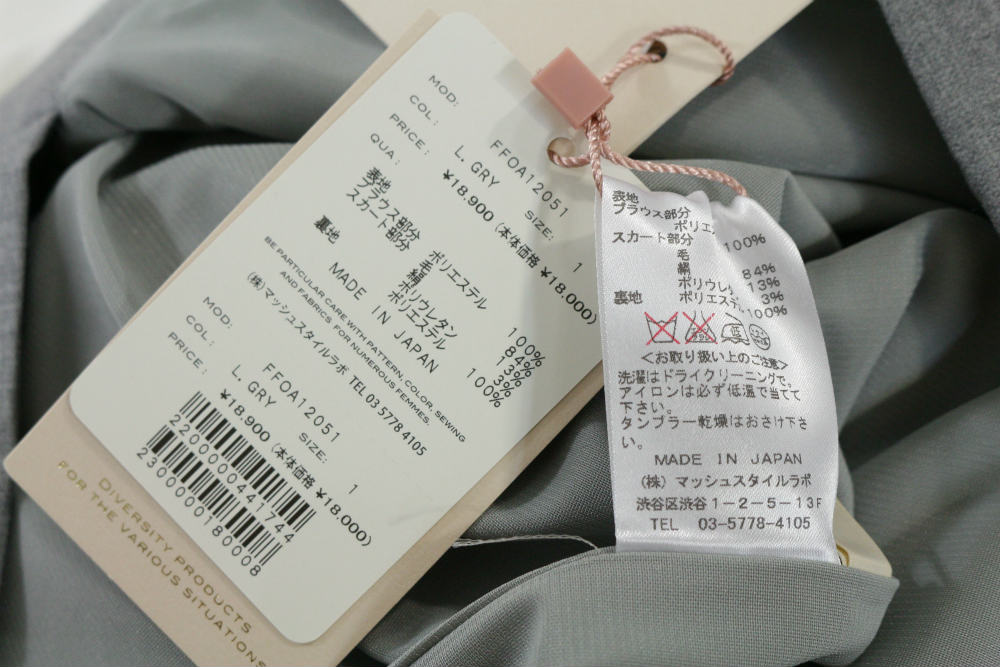 MOD: FFOA12051
COL: L. GRY SIZE: 1
PRICE: ★18,900 (本体価格 ★18,000)
QUA:
表地
ブラウス部分 ポリエステル 100%
スカート部分 毛 84%
絹 13%
ポリウレタン 3%
裏地 ポリエステル 100%
MADE IN JAPAN
BE PARTICULAR CARE WITH PATTERN, COLOR, SEWING
AND FABRICS FOR NUMEROUS FEMMES.
(株)マッシュスタイルラボ TEL 03 5778 4105
MOD: FFOA12051
COL: L. GRY SIZE: 1
PRICE: ★18,900 (本体価格 ★18,000)
2200000444144
2300000180008
DIVERSITY PRODUCTS
FOR THE VARIOUS SITUATIONS
表地
ブラウス部分
ポリエ 100%
スカート部分
毛 84%
絹 13%
ポリウレ 3%
裏地 ポリエステ 100%
低
<お取り扱い上のご注意>
洗濯はドライクリーニングで。
アイロンは必ず低温で当てて
下さい。
タンブラー乾燥はおさけ下さ
い。
MADE IN JAPAN
(株) マッシュスタイルラボ
渋谷区渋谷1-2-5-13F
TEL 03-5778-4105